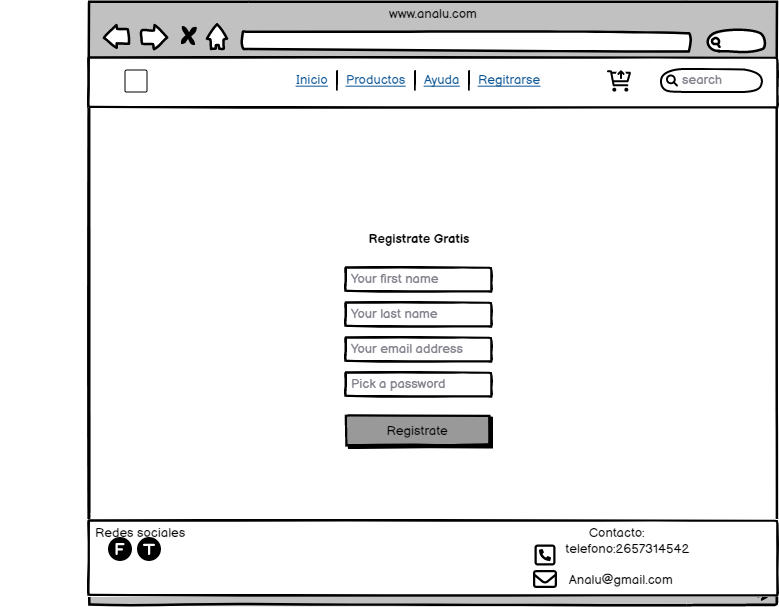 www.analu.com
Inicio Productos Ayuda Regitrarse search
Registrate Gratis
Your first name
Your last name
Your email address
Pick a password
Registrate
Redes sociales
F T
Contacto:
telefono:2657314542
Analu@gmail.com